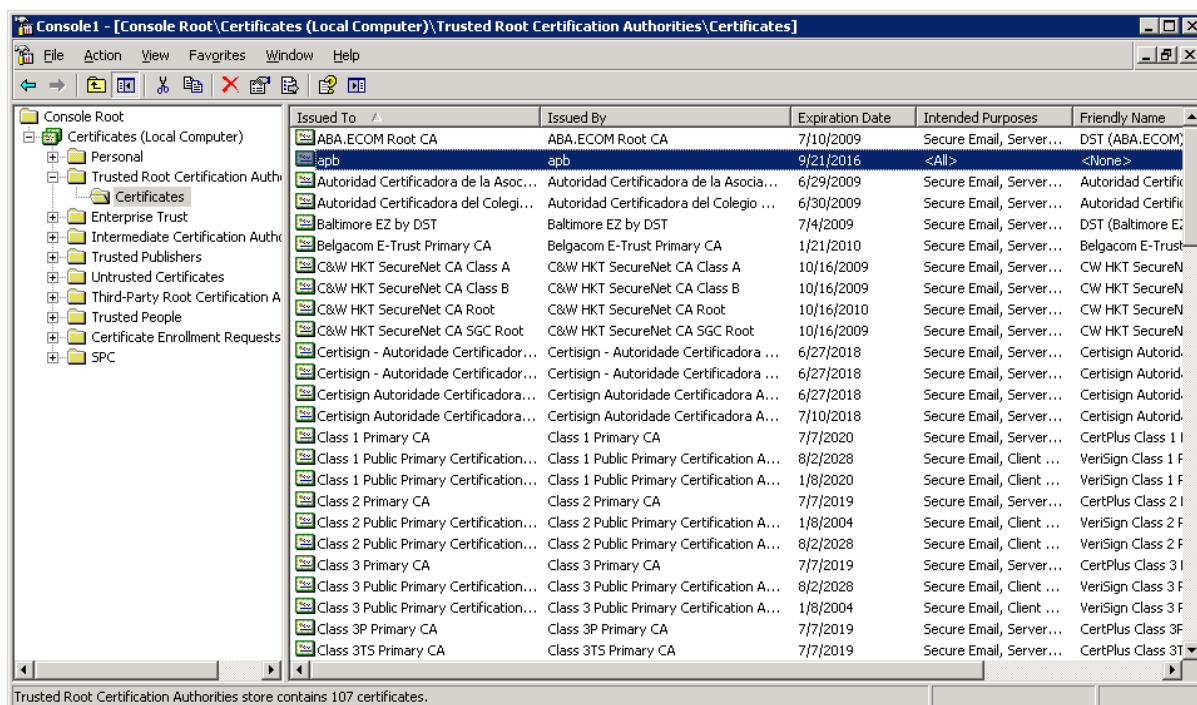 Console1 - [Console Root\Certificates (Local Computer)\Trusted Root Certification Authorities\Certificates]
File Action View Favorites Window Help
Console Root
Certificates (Local Computer)
Personal
Trusted Root Certification Autho
Certificates
Enterprise Trust
Intermediate Certification Autho
Trusted Publishers
Untrusted Certificates
Third-Party Root Certification A
Trusted People
Certificate Enrollment Requests
SPC
Issued To Issued By Expiration Date Intended Purposes Friendly Name
ABA.ECOM Root CA ABA.ECOM Root CA 7/10/2009 Secure Email, Server... DST (ABA.ECOM)
apb apb 9/21/2016 <All> <None>
Autoridad Certificadora de la Asoc... Autoridad Certificadora de la Asocia... 6/29/2009 Secure Email, Server... Autoridad Certific
Autoridad Certificadora del Colegi... Autoridad Certificadora del Colegio ... 6/30/2009 Secure Email, Server... Autoridad Certific
Baltimore EZ by DST Baltimore EZ by DST 7/4/2009 Secure Email, Server... DST (Baltimore EZ
Belgacom E-Trust Primary CA Belgacom E-Trust Primary CA 1/21/2010 Secure Email, Server... Belgacom E-Trust
C&W HKT SecureNet CA Class A C&W HKT SecureNet CA Class A 10/16/2009 Secure Email, Server... CW HKT SecureN
C&W HKT SecureNet CA Class B C&W HKT SecureNet CA Class B 10/16/2009 Secure Email, Server... CW HKT SecureN
C&W HKT SecureNet CA Root C&W HKT SecureNet CA Root 10/16/2010 Secure Email, Server... CW HKT SecureN
C&W HKT SecureNet CA SGC Root C&W HKT SecureNet CA SGC Root 10/16/2009 Secure Email, Server... CW HKT SecureN
Certisign - Autoridade Certificador... Certisign - Autoridade Certificadora ... 6/27/2018 Secure Email, Server... Certisign Autorid
Certisign - Autoridade Certificador... Certisign - Autoridade Certificadora ... 6/27/2018 Secure Email, Server... Certisign Autorid
Certisign Autoridade Certificadora... Certisign Autoridade Certificadora A... 6/27/2018 Secure Email, Server... Certisign Autorid
Certisign Autoridade Certificadora... Certisign Autoridade Certificadora A... 7/10/2018 Secure Email, Server... Certisign Autorid
Class 1 Primary CA Class 1 Primary CA 7/7/2020 Secure Email, Server... CertPlus Class 1
Class 1 Public Primary Certification... Class 1 Public Primary Certification A... 8/2/2028 Secure Email, Client ... VeriSign Class 1 P
Class 1 Public Primary Certification... Class 1 Public Primary Certification A... 1/8/2020 Secure Email, Client ... VeriSign Class 1 P
Class 2 Primary CA Class 2 Primary CA 7/7/2019 Secure Email, Server... CertPlus Class 2
Class 2 Public Primary Certification... Class 2 Public Primary Certification A... 1/8/2004 Secure Email, Client ... VeriSign Class 2 P
Class 2 Public Primary Certification... Class 2 Public Primary Certification A... 8/2/2028 Secure Email, Client ... VeriSign Class 2 P
Class 3 Primary CA Class 3 Primary CA 7/7/2019 Secure Email, Server... CertPlus Class 3
Class 3 Public Primary Certification... Class 3 Public Primary Certification A... 8/2/2028 Secure Email, Client ... VeriSign Class 3 P
Class 3 Public Primary Certification... Class 3 Public Primary Certification A... 1/8/2004 Secure Email, Client ... VeriSign Class 3 P
Class 3P Primary CA Class 3P Primary CA 7/7/2019 Secure Email, Server... CertPlus Class 3P
Class 3TS Primary CA Class 3TS Primary CA 7/7/2019 Secure Email, Server... CertPlus Class 3T
Trusted Root Certification Authorities store contains 107 certificates.